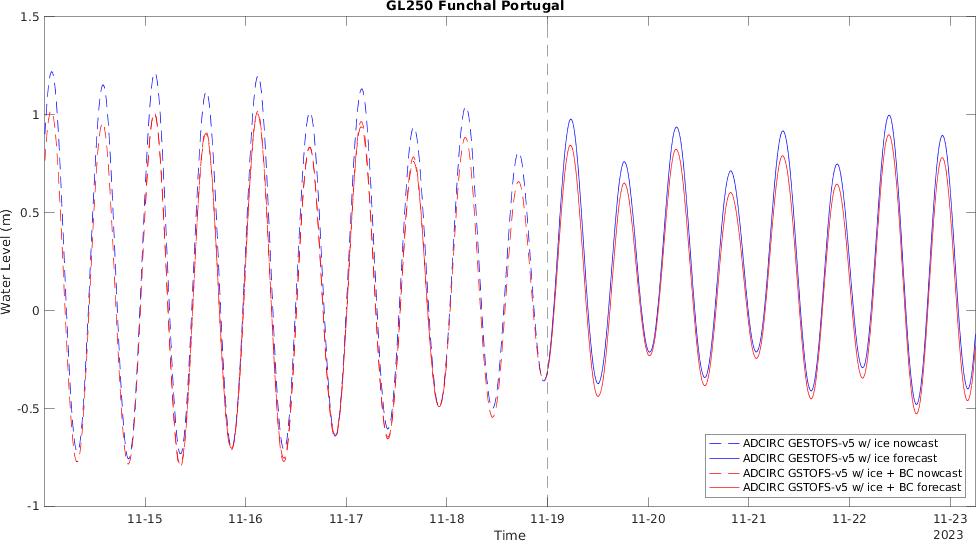 GL250 Funchal Portugal
1.5
1
0.5
0
-0.5
-1
Water Level (m)
ADCIRC GESTOFS-v5 w/ ice nowcast
ADCIRC GESTOFS-v5 w/ ice forecast
ADCIRC GSTOFS-v5 w/ ice + BC nowcast
ADCIRC GSTOFS-v5 w/ ice + BC forecast
11-15 11-16 11-17 11-18 11-19 11-20 11-21 11-22 11-23
Time
2023